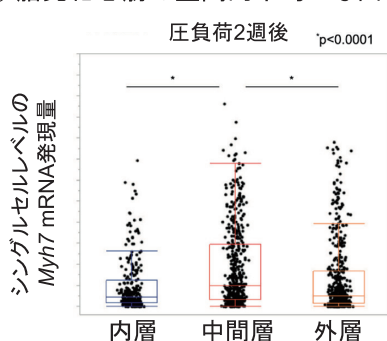 圧負荷2週後
*p<0.0001
* *
シングルセルレベルの
Myh7 mRNA発現量
内層 中間層 外層